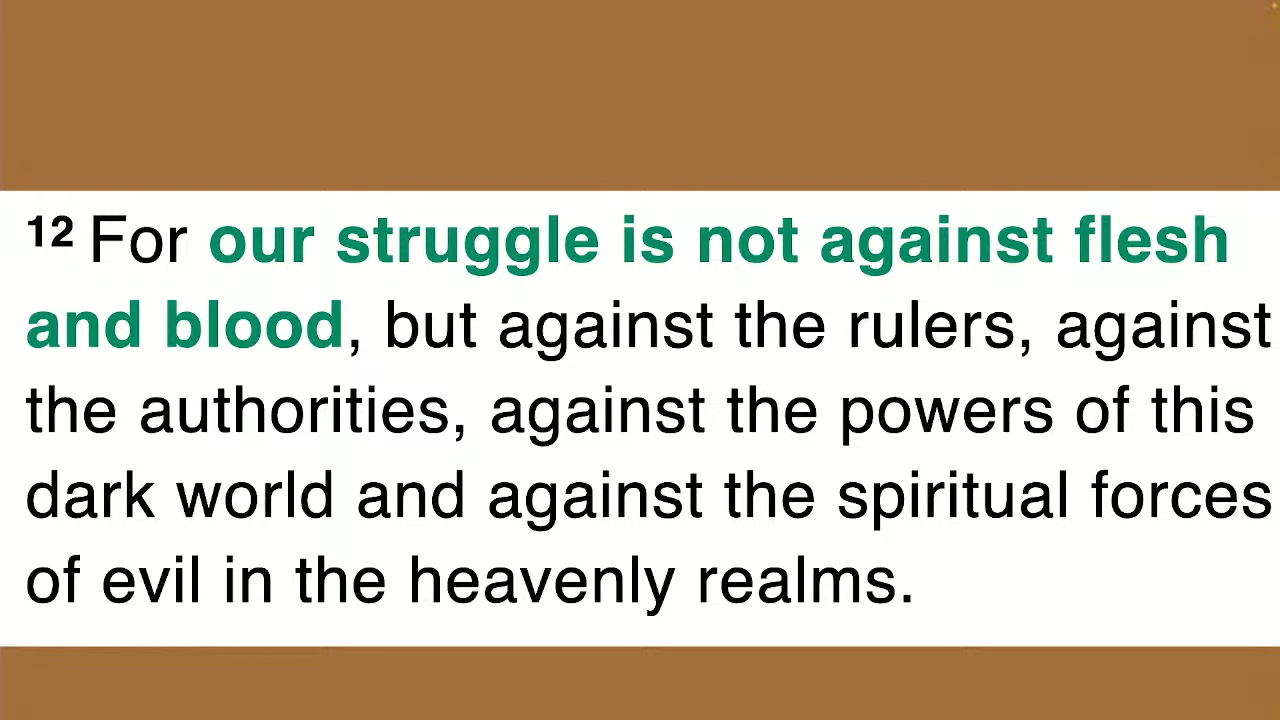 12 For our struggle is not against flesh
and blood, but against the rulers, against
the authorities, against the powers of this
dark world and against the spiritual forces
of evil in the heavenly realms.